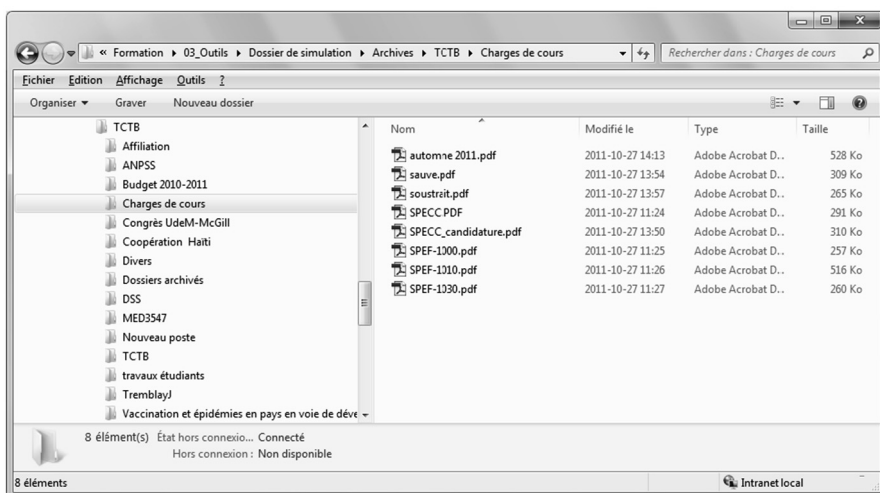 « Formation ▸ 03_Outils ▸ Dossier de simulation ▸ Archives ▸ TCTB ▸ Charges de cours
Rechercher dans : Charges de cours
Fichier Edition Affichage Outils ?
Organiser Graver Nouveau dossier
TCTB
Affiliation
ANPSS
Budget 2010-2011
Charges de cours
Congrès UdeM-McGill
Coopération Haïti
Divers
Dossiers archivés
DSS
MED3547
Nouveau poste
TCTB
travaux étudiants
TremblayJ
Vaccination et épidémies en pays en voie de déve
Nom Modifié le Type Taille
automne 2011.pdf 2011-10-27 14:13 Adobe Acrobat D... 528 Ko
sauve.pdf 2011-10-27 13:54 Adobe Acrobat D... 309 Ko
soustrait.pdf 2011-10-27 13:57 Adobe Acrobat D... 265 Ko
SPECC.PDF 2011-10-27 11:24 Adobe Acrobat D... 291 Ko
SPECC_candidature.pdf 2011-10-27 13:50 Adobe Acrobat D... 310 Ko
SPEF-1000.pdf 2011-10-27 11:25 Adobe Acrobat D... 257 Ko
SPEF-1010.pdf 2011-10-27 11:26 Adobe Acrobat D... 516 Ko
SPEF-1030.pdf 2011-10-27 11:27 Adobe Acrobat D... 260 Ko
8 élément(s) État hors connexio... Connecté
Hors connexion : Non disponible
8 éléments
Intranet local